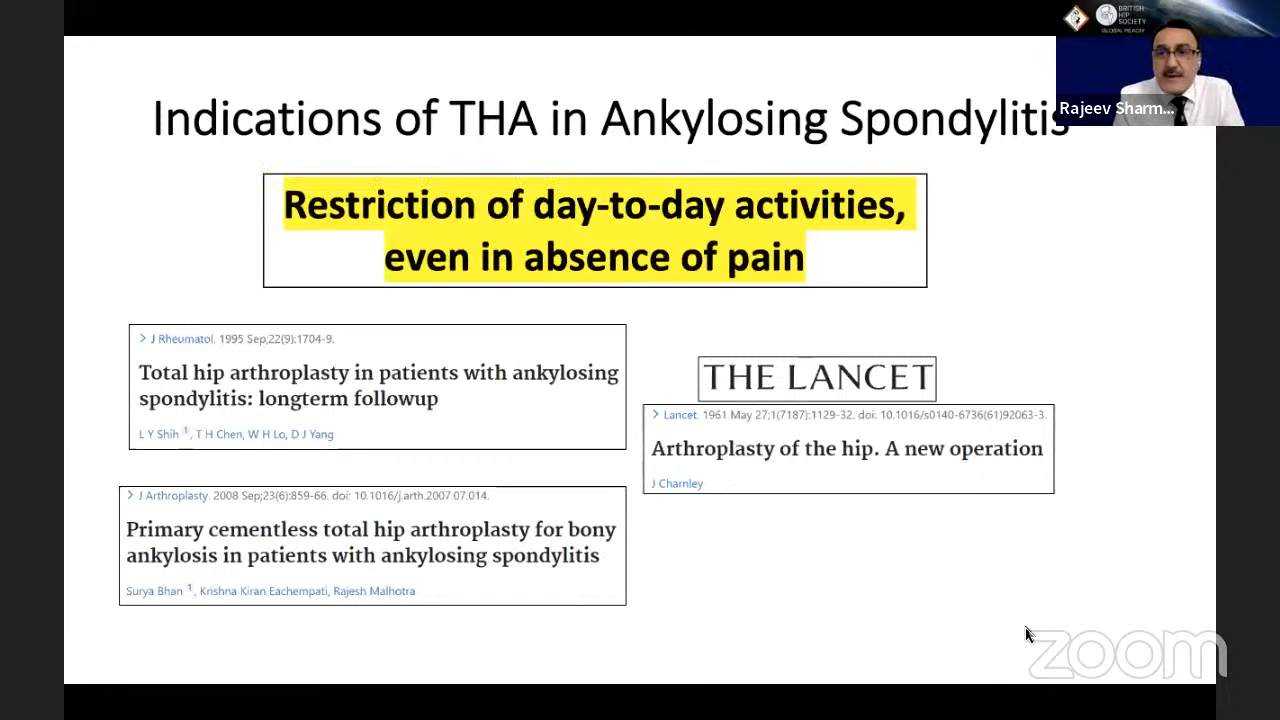 BRITISH
HIP
SOCIETY
GLOBAL REACH
Rajeev Sharm...
Indications of THA in Ankylosing Spondylitis
Restriction of day-to-day activities,
even in absence of pain
> J Rheumatol. 1995 Sep;22(9):1704-9.
Total hip arthroplasty in patients with ankylosing
spondylitis: longterm followup
L Y Shih 1, T H Chen, W H Lo, D J Yang
THE LANCET
> Lancet. 1961 May 27;1(7187):1129-32. doi: 10.1016/s0140-6736(61)92063-3.
Arthroplasty of the hip. A new operation
J Charnley
> J Arthroplasty. 2008 Sep;23(6):859-66. doi: 10.1016/j.arth.2007.07.014.
Primary cementless total hip arthroplasty for bony
ankylosis in patients with ankylosing spondylitis
Surya Bhan 1, Krishna Kiran Eachempati, Rajesh Malhotra
zoom